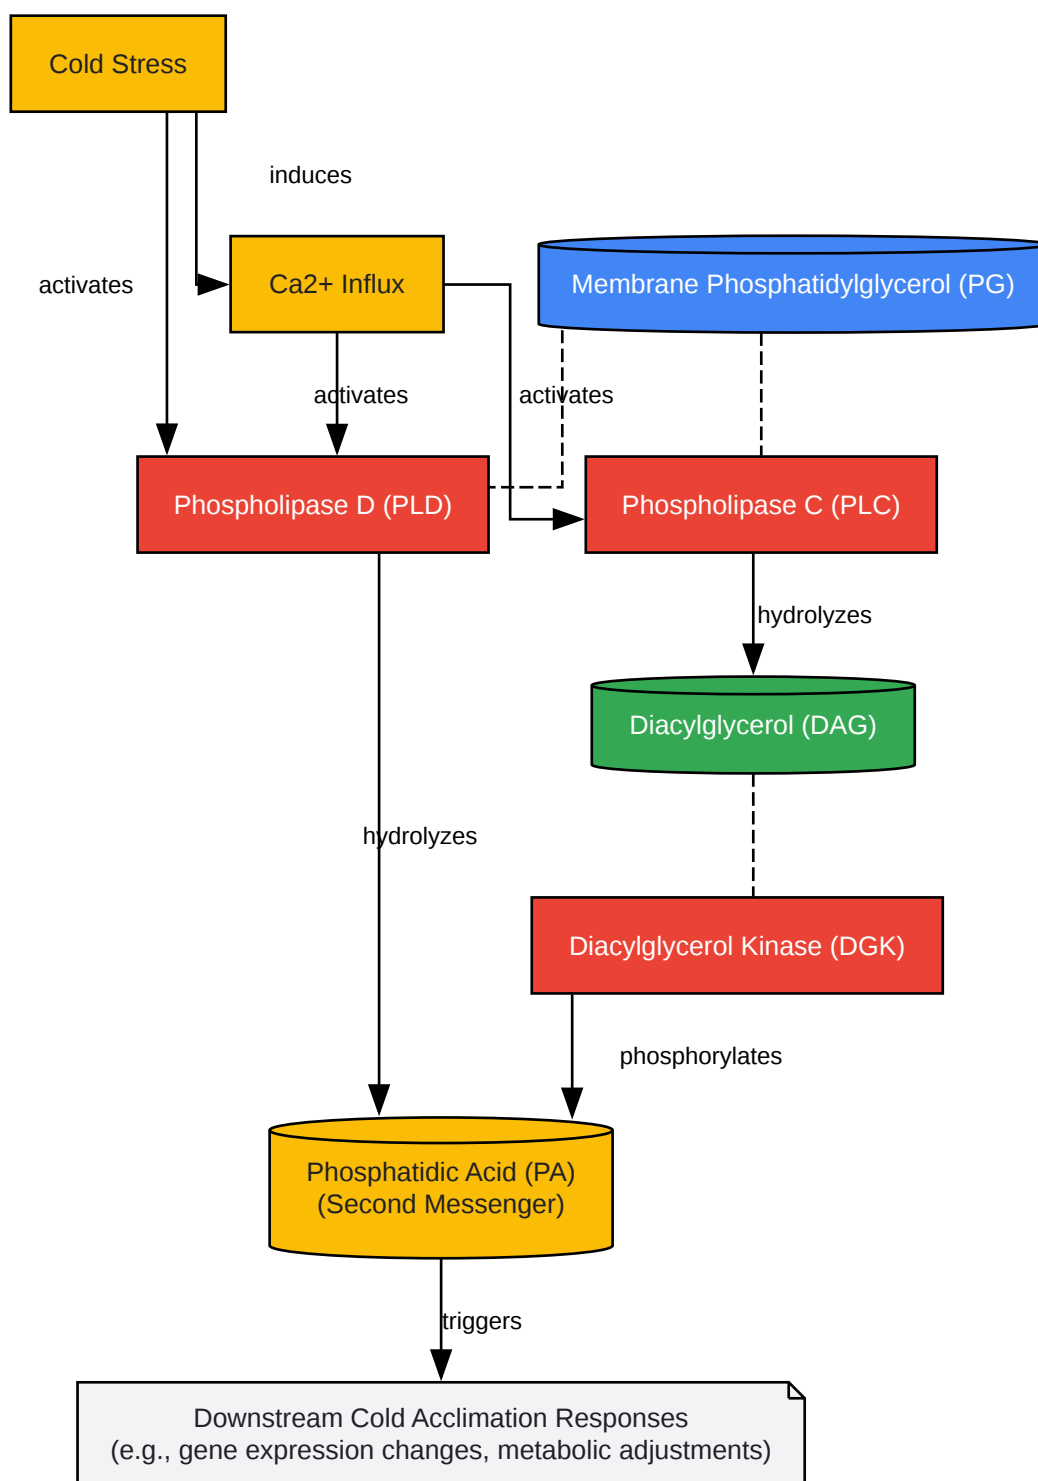 Cold Stress
induces
activates
Ca2+ Influx
Membrane Phosphatidylglycerol (PG)
activates
activates
Phospholipase D (PLD)
Phospholipase C (PLC)
hydrolyzes
Diacylglycerol (DAG)
hydrolyzes
Diacylglycerol Kinase (DGK)
phosphorylates
Phosphatidic Acid (PA)
(Second Messenger)
triggers
Downstream Cold Acclimation Responses
(e.g., gene expression changes, metabolic adjustments)